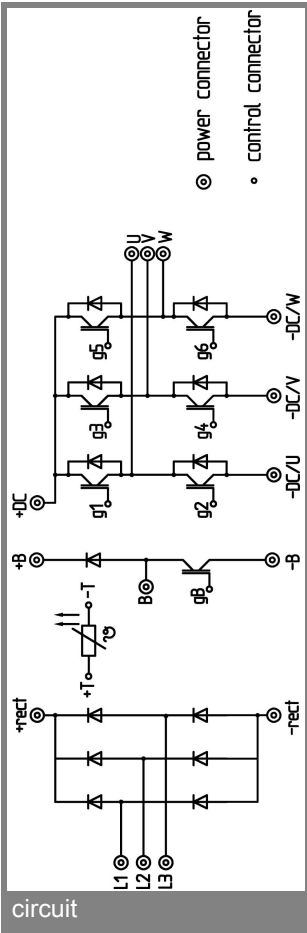 power connector
control connector
U
V
W
+DC
g1
g3
g5
g2
g4
g6
-DC/U
-DC/V
-DC/W
+B
B
gB
-B
+T
-T
ϑ
+rect
-rect
L1
L2
L3
circuit